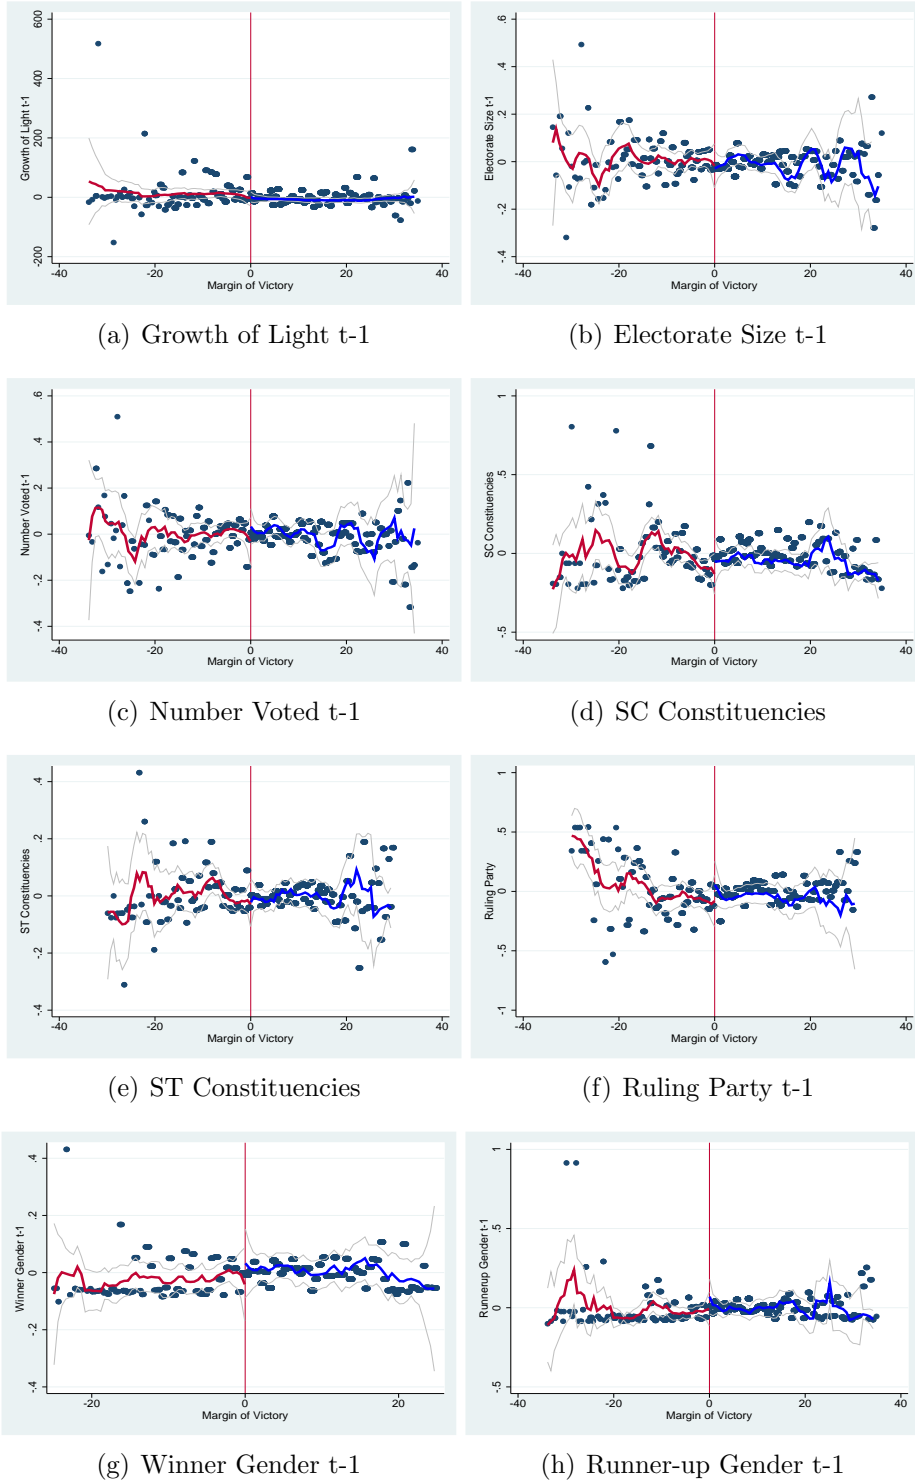 600
400
200
0
-200
Growth of Light t-1
-40 -20 0 20 40
Margin of Victory
(a) Growth of Light t-1
.6
.4
.2
0
-.2
-.4
Electorate Size t-1
-40 -20 0 20 40
Margin of Victory
(b) Electorate Size t-1
.6
.4
.2
0
-.2
-.4
Number Voted t-1
-40 -20 0 20 40
Margin of Victory
(c) Number Voted t-1
1
.5
0
-.5
SC Constituencies
-40 -20 0 20 40
Margin of Victory
(d) SC Constituencies
.4
.2
0
-.2
-.4
ST Constituencies
-40 -20 0 20 40
Margin of Victory
(e) ST Constituencies
1
.5
0
-.5
-1
Ruling Party
-40 -20 0 20 40
Margin of Victory
(f) Ruling Party t-1
.4
.2
0
-.2
-.4
Winner Gender t-1
-20 0 20
Margin of Victory
(g) Winner Gender t-1
1
.5
0
-.5
Runnerup Gender t-1
-40 -20 0 20 40
Margin of Victory
(h) Runner-up Gender t-1